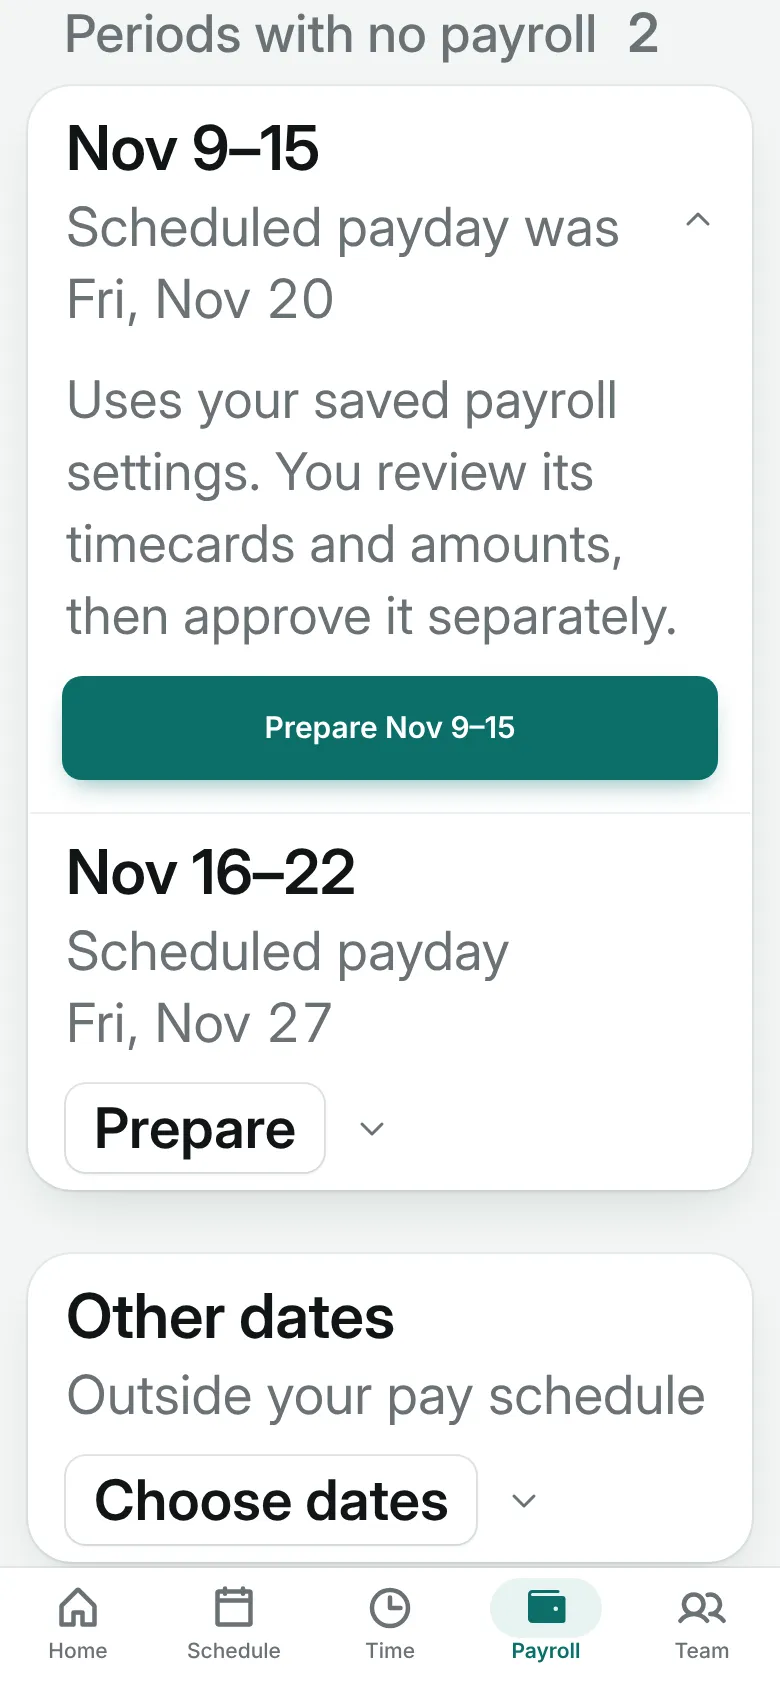 Periods with no payroll 2
Nov 9–15
Scheduled payday was
Fri, Nov 20
Uses your saved payroll
settings. You review its
timecards and amounts,
then approve it separately.
Prepare Nov 9–15
Nov 16–22
Scheduled payday
Fri, Nov 27
Prepare
Other dates
Outside your pay schedule
Choose dates
Home
Schedule
Time
Payroll
Team